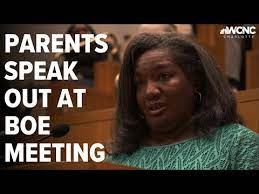 PARENTS
SPEAK
OUT AT
BOE
MEETING
WCNC
CHARLOTTE